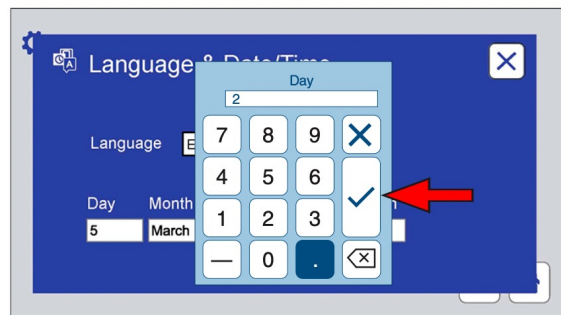 Language & Date/Time
Day
2
Language
7 8 9
4 5 6
Day Month
1 2 3
5 March
— 0 .